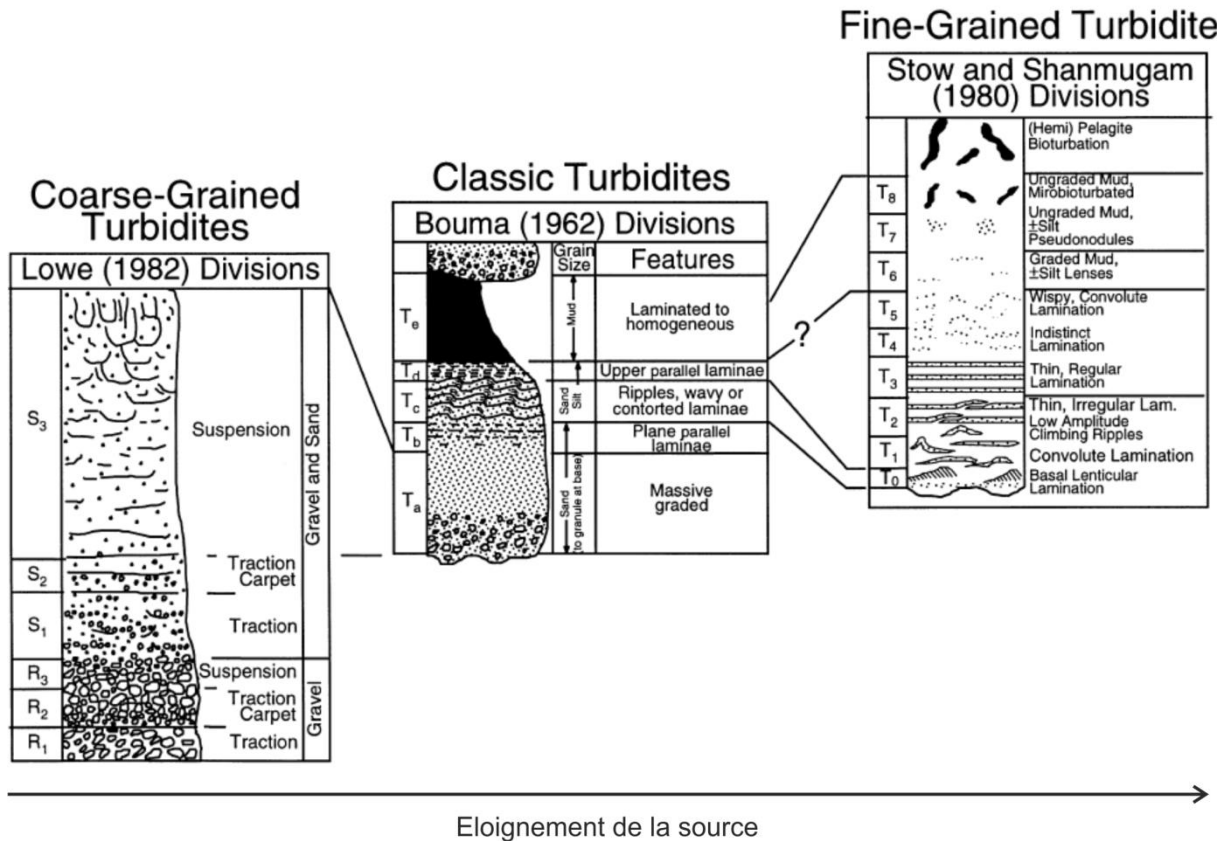 Coarse-Grained
Turbidites
Lowe (1982) Divisions
S3
S2
S1
R3
R2
R1
Suspension
Traction
Carpet
Traction
Suspension
Traction
Carpet
Traction
Gravel and Sand
Gravel
Classic Turbidites
Bouma (1962) Divisions
Grain
Size
Features
Te
Mud
Laminated to
homogeneous
Td
Upper parallel laminae
Tc
Sand
Silt
Ripples, wavy or
contorted laminae
Tb
Plane parallel
laminae
Ta
Sand
(to granule at base)
Massive
graded
?
Fine-Grained Turbidite
Stow and Shanmugam
(1980) Divisions
(Hemi) Pelagite
Bioturbation
T8
Ungraded Mud,
Mirobioturbated
T7
Ungraded Mud,
±Silt
Pseudonodules
T6
Graded Mud,
±Silt Lenses
T5
Wispy, Convolute
Lamination
T4
Indistinct
Lamination
T3
Thin, Regular
Lamination
T2
Thin, Irregular Lam.
Low Amplitude
Climbing Ripples
T1
Convolute Lamination
T0
Basal Lenticular
Lamination
Eloignement de la source